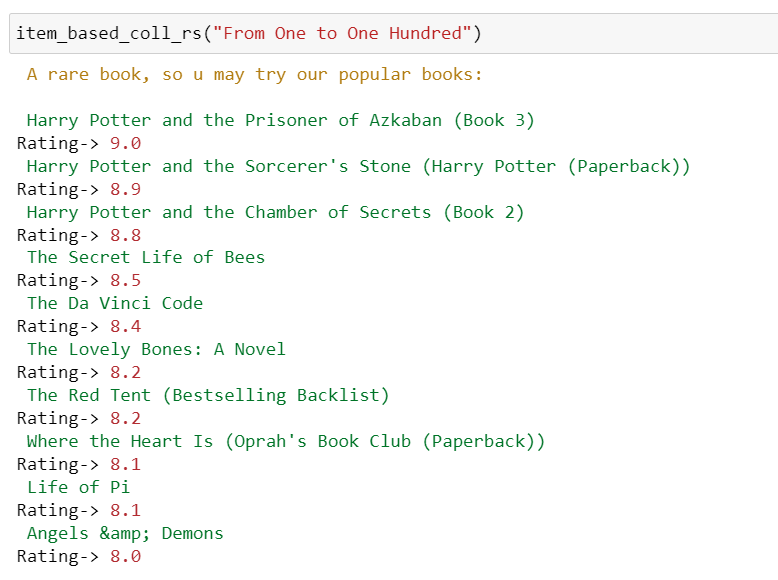 item_based_coll_rs("From One to One Hundred")
A rare book, so u may try our popular books:
Harry Potter and the Prisoner of Azkaban (Book 3)
Rating-> 9.0
Harry Potter and the Sorcerer's Stone (Harry Potter (Paperback))
Rating-> 8.9
Harry Potter and the Chamber of Secrets (Book 2)
Rating-> 8.8
The Secret Life of Bees
Rating-> 8.5
The Da Vinci Code
Rating-> 8.4
The Lovely Bones: A Novel
Rating-> 8.2
The Red Tent (Bestselling Backlist)
Rating-> 8.2
Where the Heart Is (Oprah's Book Club (Paperback))
Rating-> 8.1
Life of Pi
Rating-> 8.1
Angels &amp; Demons
Rating-> 8.0